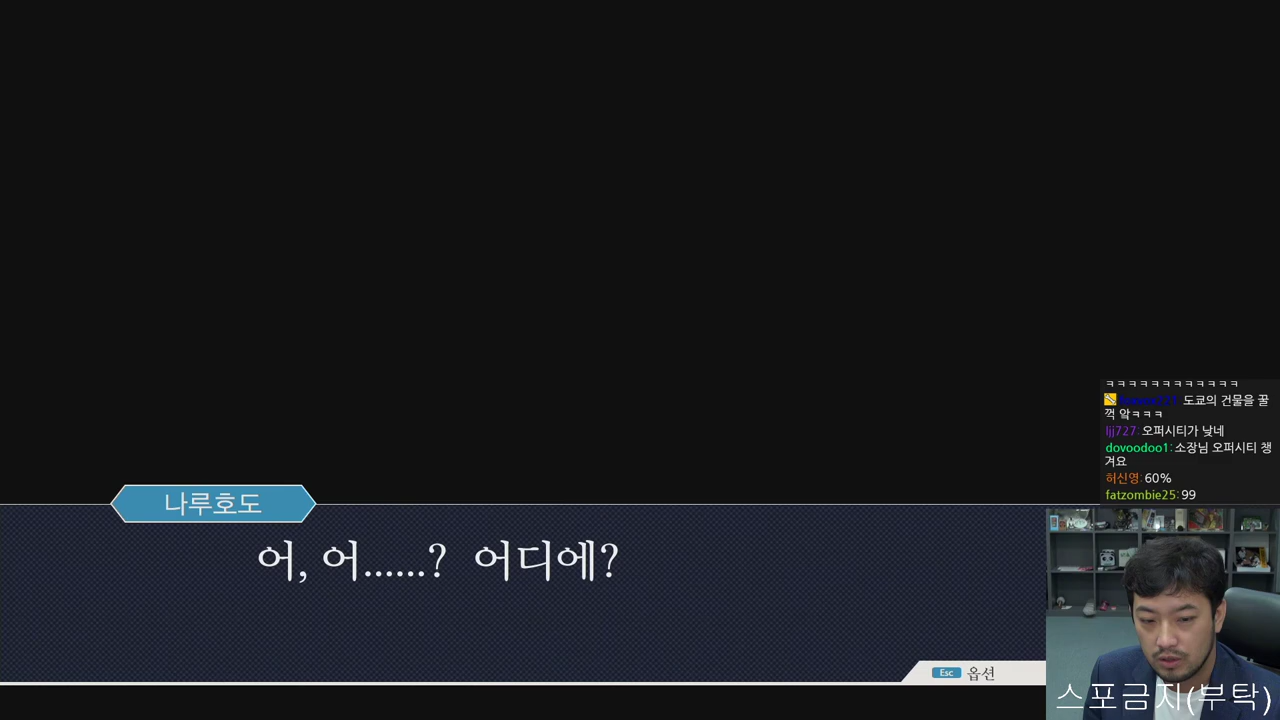 ㅋㅋㅋㅋㅋㅋㅋㅋㅋㅋㅋㅋ
도쿄의 건물을 꿀
꺽 앜ㅋㅋㅋ
ljj727: 오퍼시티가 낮네
dovoodoo1: 소장님 오퍼시티 챙
겨요
허신영: 60%
fatzombie25: 99
나루호도
어, 어......? 어디에?
Esc 옵션
스포금지(부탁)